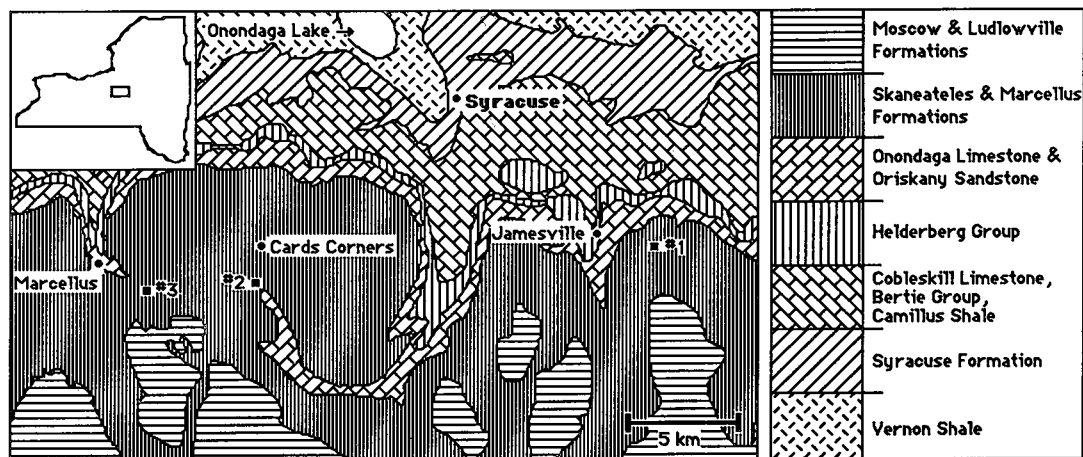 Onondaga Lake
Syracuse
Cards Corners
Jamesville
#1
Marcellus
#2
#3
5 km
Moscow & Ludlowville
Formations
Skaneateles & Marcellus
Formations
Onondaga Limestone &
Oriskany Sandstone
Helderberg Group
Cobleskill Limestone,
Bertie Group,
Camillus Shale
Syracuse Formation
Vernon Shale